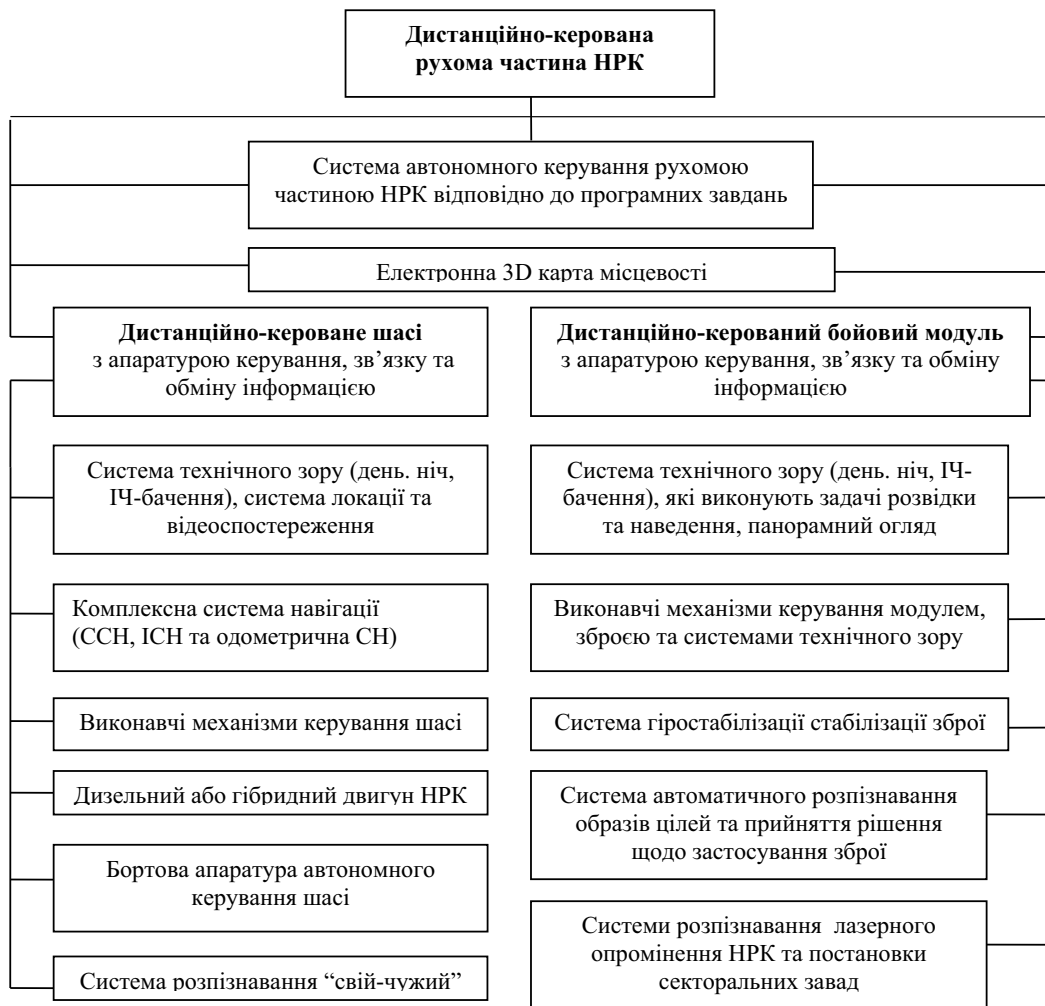 Дистанційно-керована
рухома частина НРК
Система автономного керування рухомою
частиною НРК відповідно до програмних завдань
Електронна 3D карта місцевості
Дистанційно-кероване шасі
з апаратурою керування, зв’язку та
обміну інформацією
Дистанційно-керований бойовий модуль
з апаратурою керування, зв’язку та обміну
інформацією
Система технічного зору (день. ніч,
ІЧ-бачення), система локації та
відеоспостереження
Система технічного зору (день. ніч, ІЧ-
бачення), які виконують задачі розвідки
та наведення, панорамний огляд
Комплексна система навігації
(ССН, ІСН та одометрична СН)
Виконавчі механізми керування модулем,
зброєю та системами технічного зору
Виконавчі механізми керування шасі
Система гіростабілізації стабілізації зброї
Дизельний або гібридний двигун НРК
Система автоматичного розпізнавання
образів цілей та прийняття рішення
щодо застосування зброї
Бортова апаратура автономного
керування шасі
Системи розпізнавання  лазерного
опромінення НРК та постановки
секторальних завад
Система розпізнавання “свій-чужий”